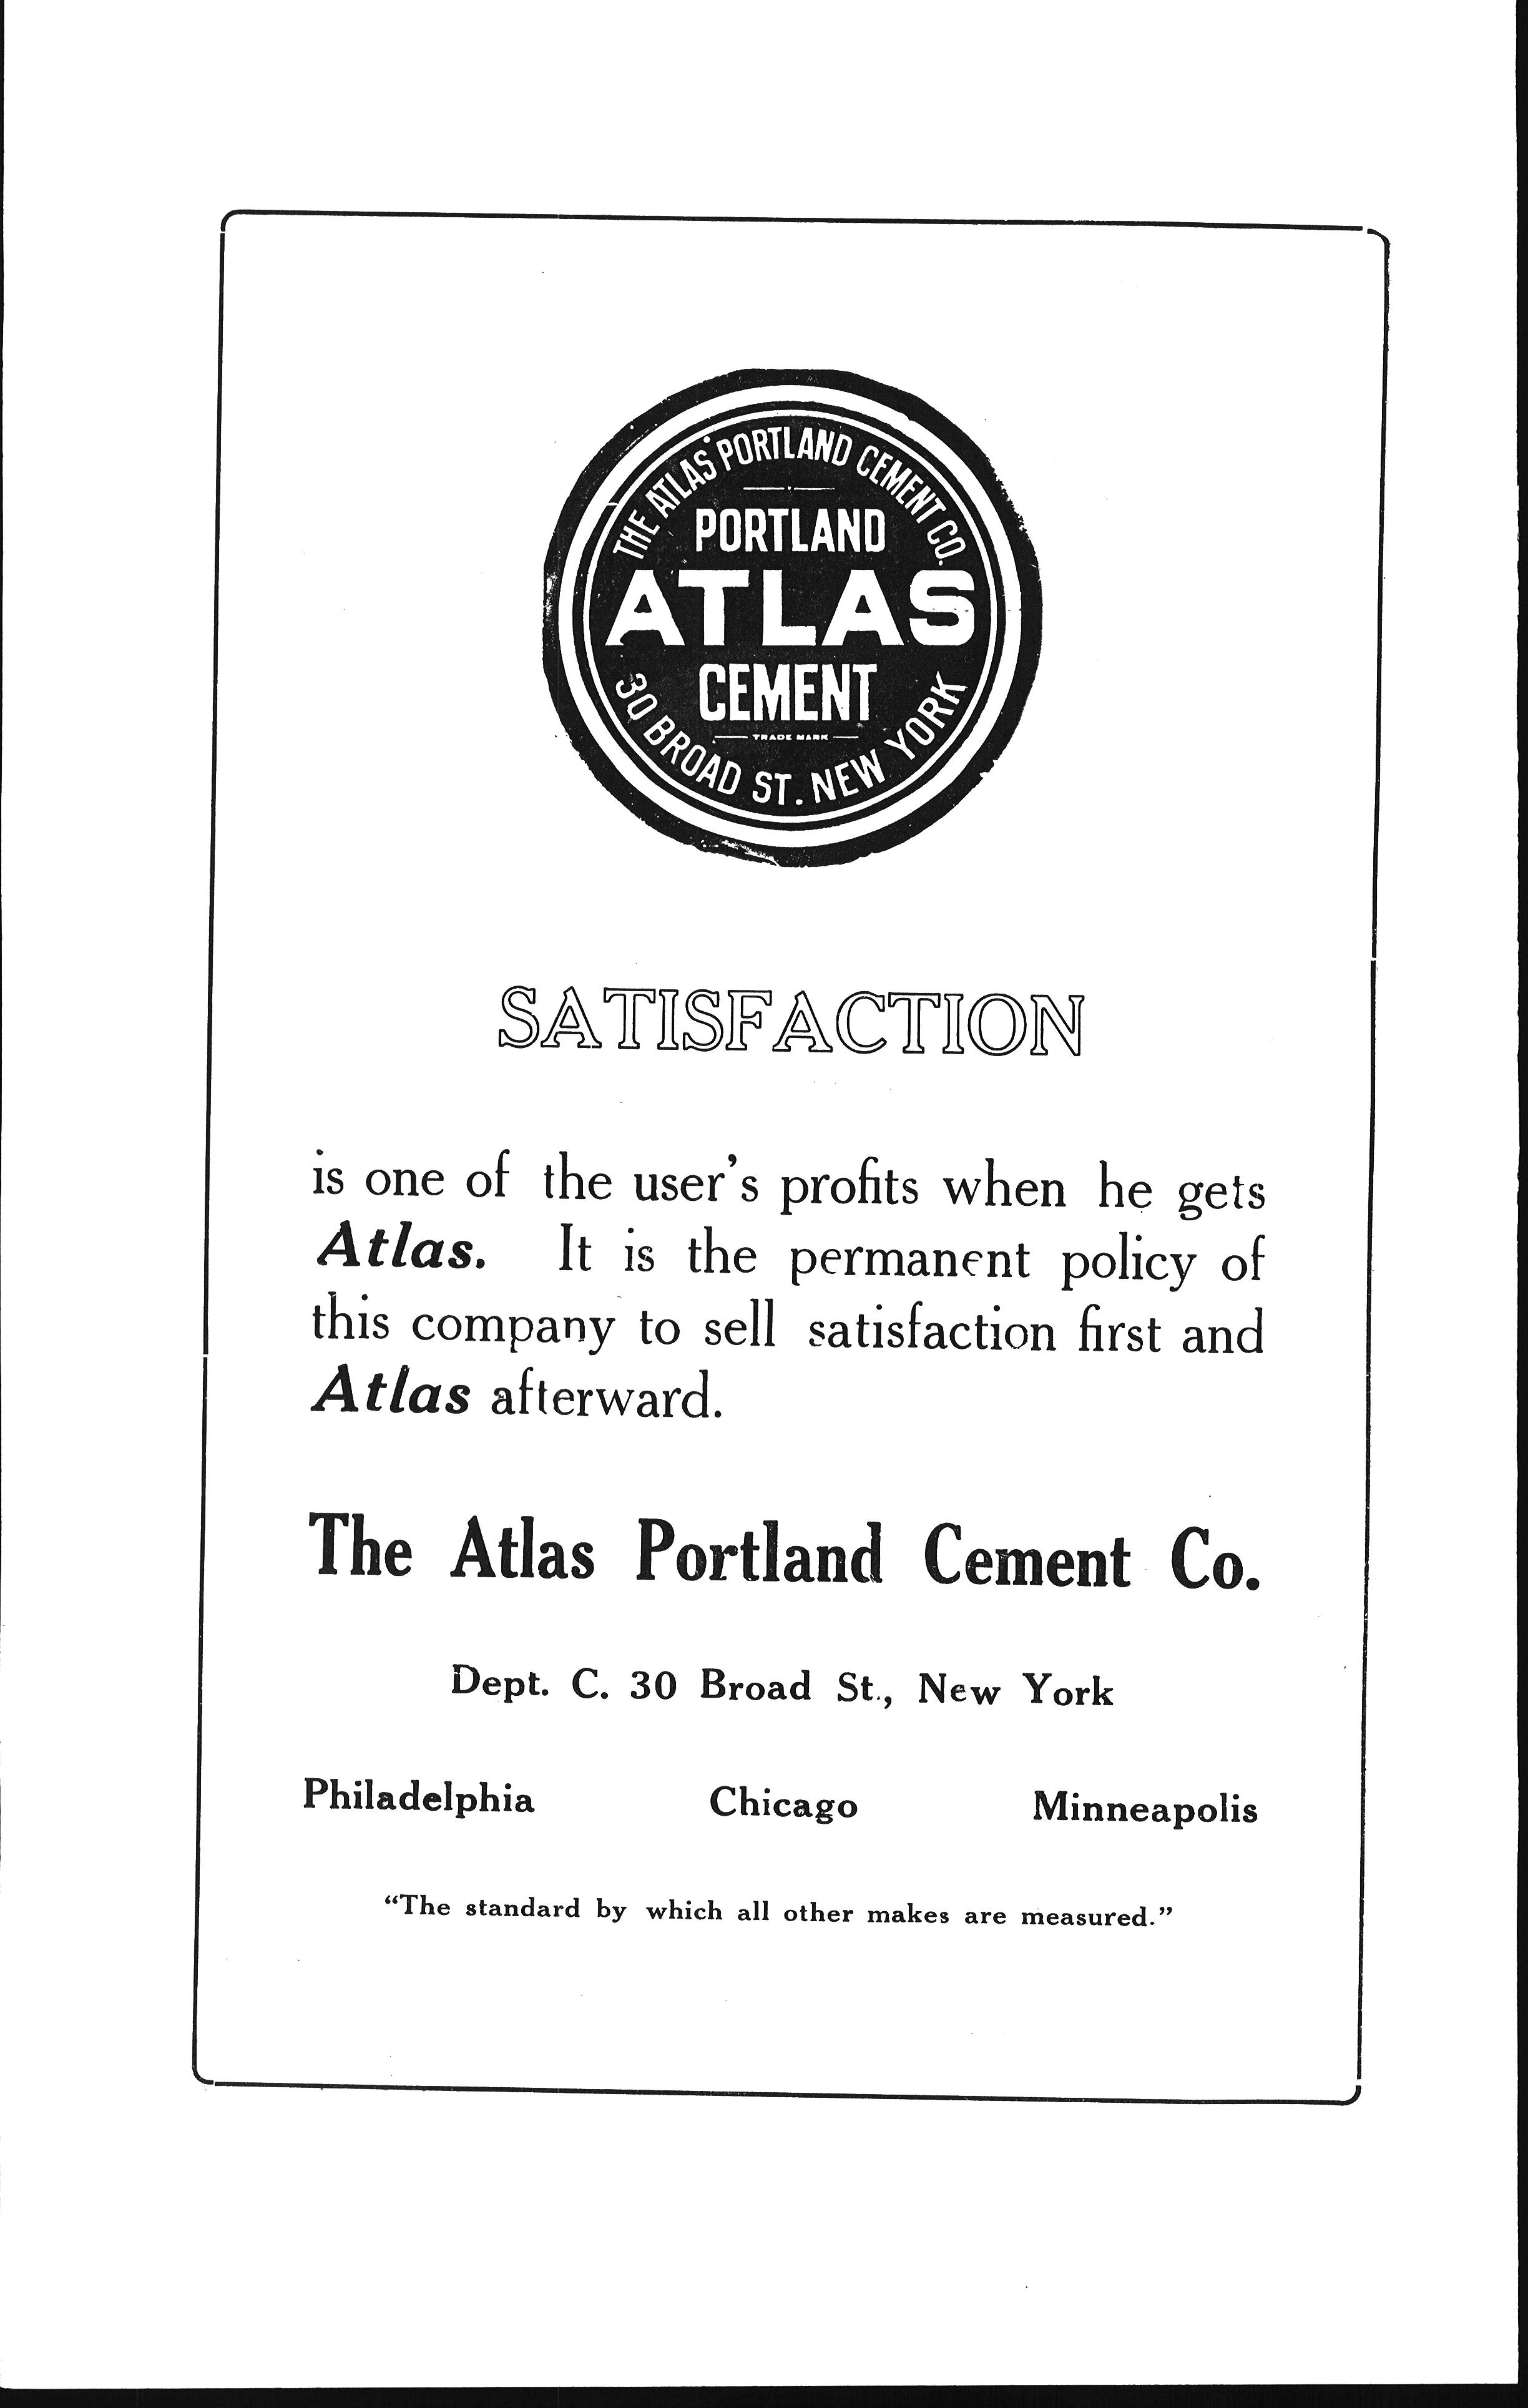 THE ATLAS PORTLAND CEMENT CO.
PORTLAND
ATLAS
CEMENT
TRADE MARK
30 BROAD ST. NEW YORK
SATISFACTION
is one of the user's profits when he gets
Atlas. It is the permanent policy of
this company to sell satisfaction first and
Atlas afterward.
The Atlas Portland Cement Co.
Dept. C. 30 Broad St., New York
Philadelphia Chicago Minneapolis
"The standard by which all other makes are measured."